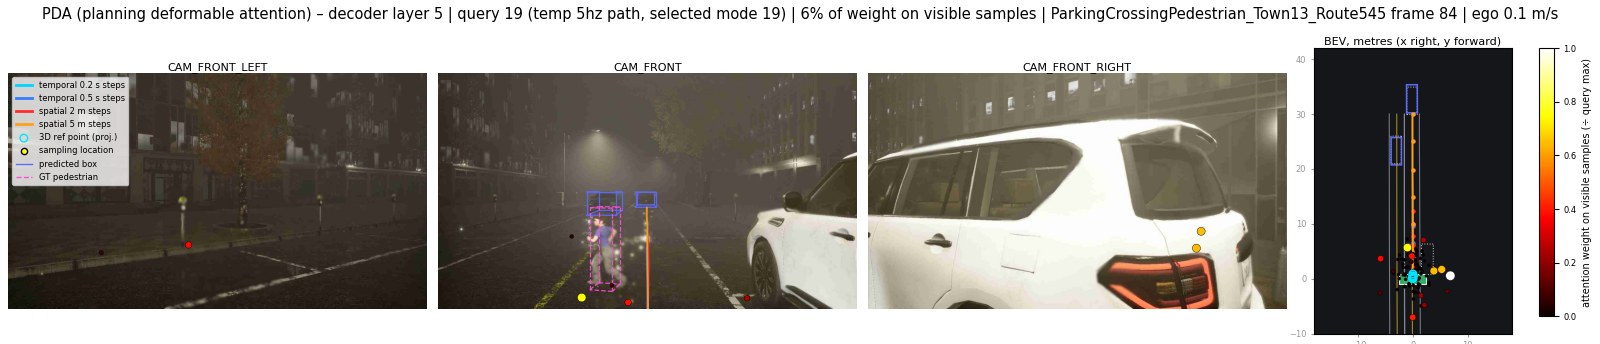 PDA (planning deformable attention) – decoder layer 5 | query 19 (temp 5hz path, selected mode 19) | 6% of weight on visible samples | ParkingCrossingPedestrian_Town13_Route545 frame 84 | ego 0.1 m/s
CAM_FRONT_LEFT
CAM_FRONT
CAM_FRONT_RIGHT
BEV, metres (x right, y forward)
temporal 0.2 s steps
temporal 0.5 s steps
spatial 2 m steps
spatial 5 m steps
3D ref point (proj.)
sampling location
predicted box
GT pedestrian
40
30
20
10
0
−10
1.0
0.8
0.6
0.4
0.2
0.0
attention weight on visible samples (÷ query max)